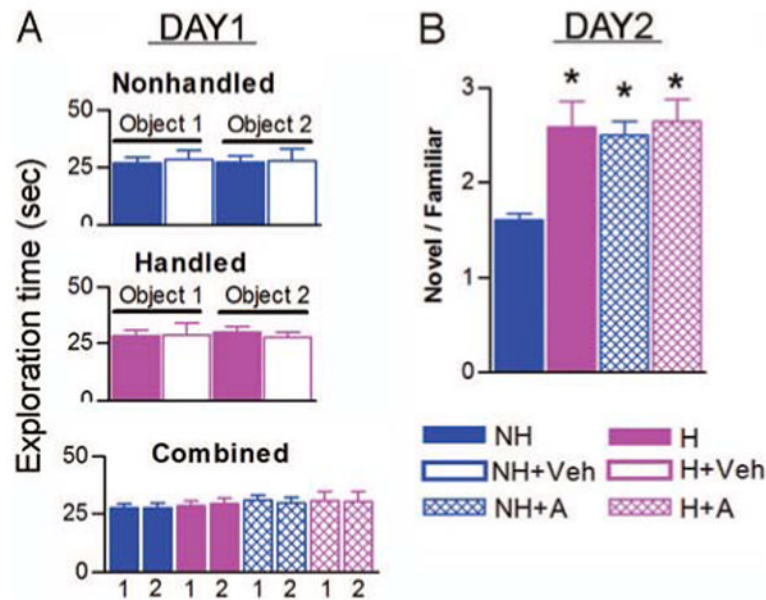 A
DAY1
Nonhandled
50
Object 1 Object 2
25
0
Handled
50
Object 1 Object 2
25
0
Combined
50
25
0
1 2 1 2 1 2 1 2
Exploration time (sec)
B
DAY2
3
* * *
2
1
0
Novel / Familiar
NH H
NH+Veh H+Veh
NH+A H+A